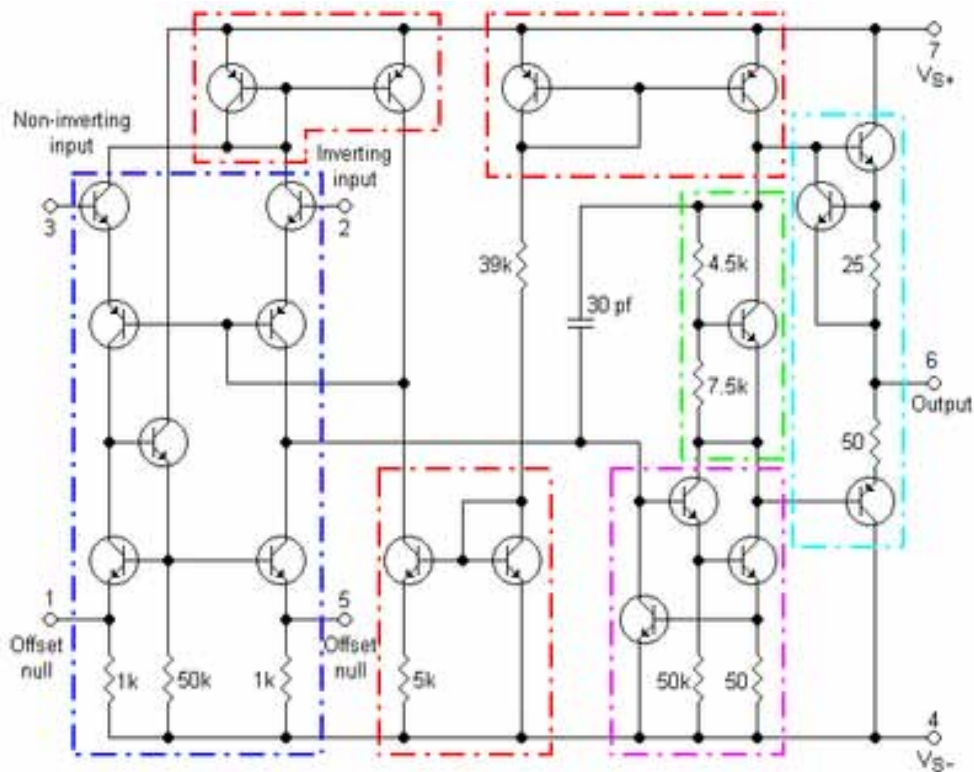 7
VS+
Non-inverting
input
Inverting
input
3
2
39k
4.5k
25
30 pf
7.5k
6
Output
50
1
Offset
null
5
Offset
null
1k
50k
1k
5k
50k
50
4
VS-